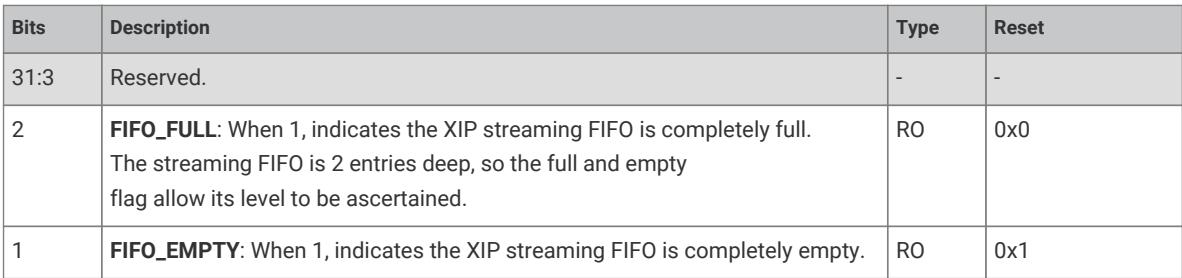 Bits Description Type Reset
31:3 Reserved. - -
2 FIFO_FULL: When 1, indicates the XIP streaming FIFO is completely full. RO 0x0
The streaming FIFO is 2 entries deep, so the full and empty
flag allow its level to be ascertained.
1 FIFO_EMPTY: When 1, indicates the XIP streaming FIFO is completely empty. RO 0x1